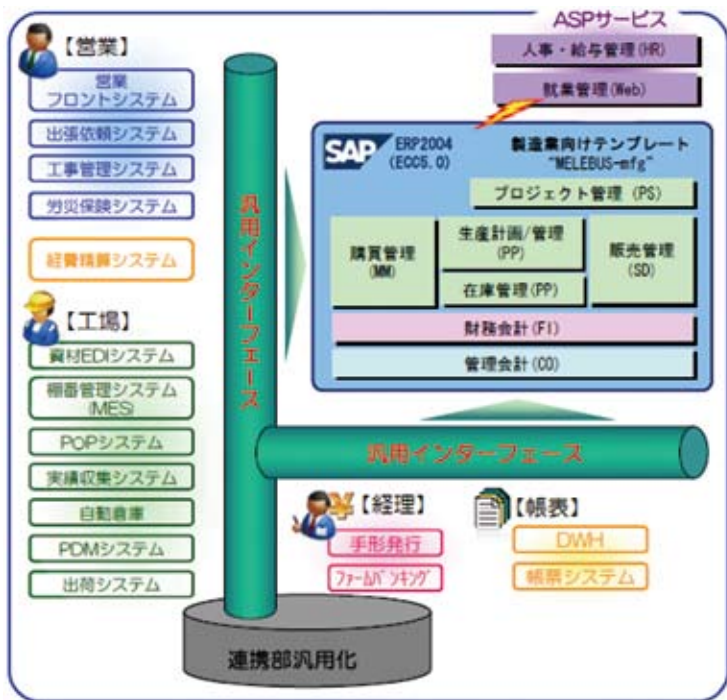 ASPサービス
人事・給与管理(HR)
就業管理(Web)
【営業】
営業
フロントシステム
出張依頼システム
工事管理システム
労災保険システム
経費精算システム
【工場】
資材EDIシステム
棚番管理システム
(MES)
POPシステム
実績収集システム
自動倉庫
PDMシステム
出荷システム
汎用インターフェース
SAP
ERP2004
(ECC5.0)
製造業向けテンプレート
"MELEBUS-mfg"
プロジェクト管理(PS)
購買管理
(MM)
生産計画/管理
(PP)
在庫管理(PP)
販売管理
(SD)
財務会計(FI)
管理会計(CO)
汎用インターフェース
¥【経理】
手形発行
ファームバンキング
【帳表】
DWH
帳票システム
連携部汎用化